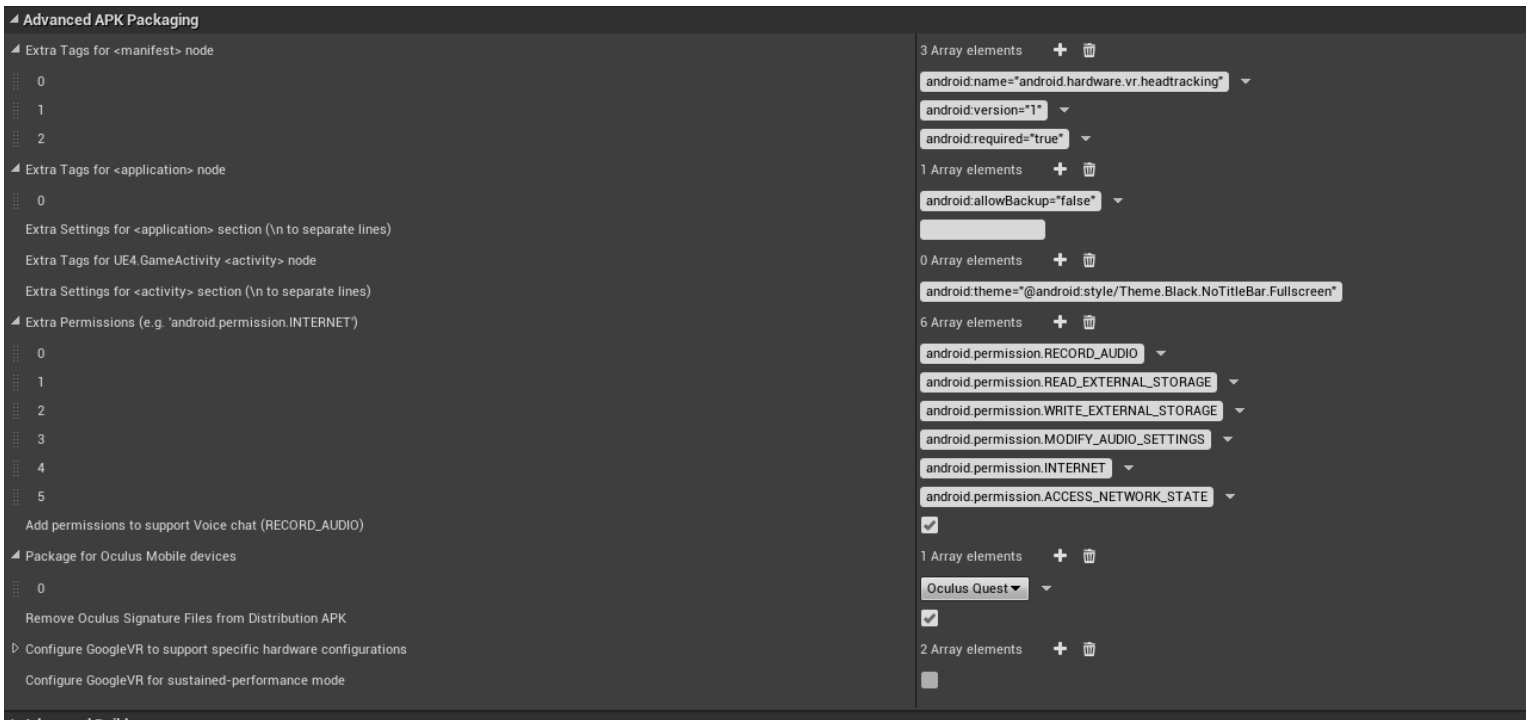 Advanced APK Packaging
Extra Tags for <manifest> node 3 Array elements
0 android:name="android.hardware.vr.headtracking"
1 android:version="1"
2 android:required="true"
Extra Tags for <application> node 1 Array elements
0 android:allowBackup="false"
Extra Settings for <application> section (\n to separate lines)
Extra Tags for UE4.GameActivity <activity> node 0 Array elements
Extra Settings for <activity> section (\n to separate lines) android:theme="@android:style/Theme.Black.NoTitleBar.Fullscreen"
Extra Permissions (e.g. 'android.permission.INTERNET') 6 Array elements
0 android.permission.RECORD_AUDIO
1 android.permission.READ_EXTERNAL_STORAGE
2 android.permission.WRITE_EXTERNAL_STORAGE
3 android.permission.MODIFY_AUDIO_SETTINGS
4 android.permission.INTERNET
5 android.permission.ACCESS_NETWORK_STATE
Add permissions to support Voice chat (RECORD_AUDIO)
Package for Oculus Mobile devices 1 Array elements
0 Oculus Quest
Remove Oculus Signature Files from Distribution APK
Configure GoogleVR to support specific hardware configurations 2 Array elements
Configure GoogleVR for sustained-performance mode